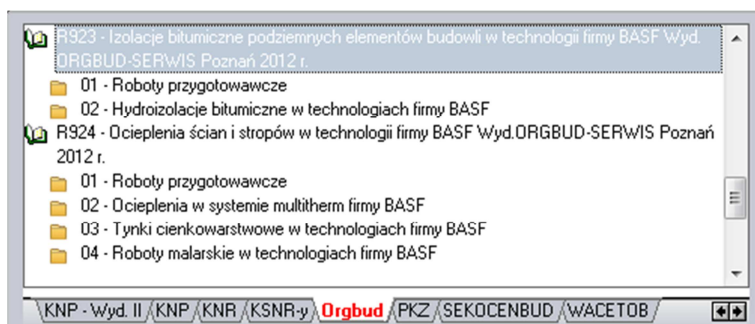 R923 - Izolacje bitumiczne podziemnych elementów budowli w technologii firmy BASF Wyd.
ORGBUD-SERWIS Poznań 2012 r.
01 - Roboty przygotowawcze
02 - Hydroizolacje bitumiczne w technologiach firmy BASF
R924 - Ocieplenia ścian i stropów w technologii firmy BASF Wyd.ORGBUD-SERWIS Poznań
2012 r.
01 - Roboty przygotowawcze
02 - Ocieplenia w systemie multitherm firmy BASF
03 - Tynki cienkowarstwowe w technologiach firmy BASF
04 - Roboty malarskie w technologiach firmy BASF
KNP - Wyd. II KNP KNR KSNR-y Orgbud PKZ SEKOCENBUD WACETOB